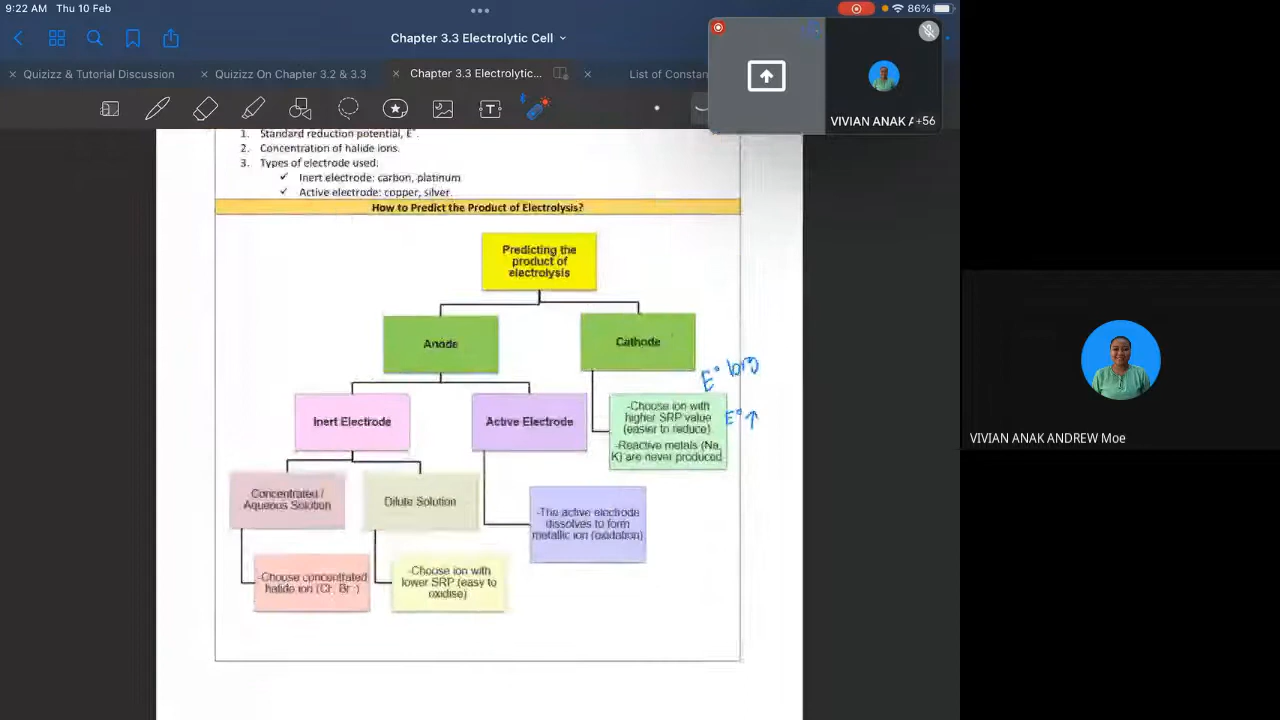 9:22 AM Thu 10 Feb
86%
Chapter 3.3 Electrolytic Cell
Quizizz & Tutorial Discussion
Quizizz On Chapter 3.2 & 3.3
Chapter 3.3 Electrolytic...
List of Constan
VIVIAN ANAK A +56
1. Standard reduction potential, E°.
2. Concentration of halide ions.
3. Types of electrode used.
✓ Inert electrode: carbon, platinum
✓ Active electrode: copper, silver.
How to Predict the Product of Electrolysis?
Predicting the
product of
electrolysis
Anode
Cathode
E°
Inert Electrode
Active Electrode
-Choose ion with
higher SRP value
(easier to reduce)
-Reactive metals (Na,
K) are never produced
E° ↑
Concentrated /
Aqueous Solution
Dilute Solution
-The active electrode
dissolves to form
metallic ion (oxidation)
-Choose concentrated
halide ion (Cl-, Br-)
-Choose ion with
lower SRP (easy to
oxidise)
VIVIAN ANAK ANDREW Moe